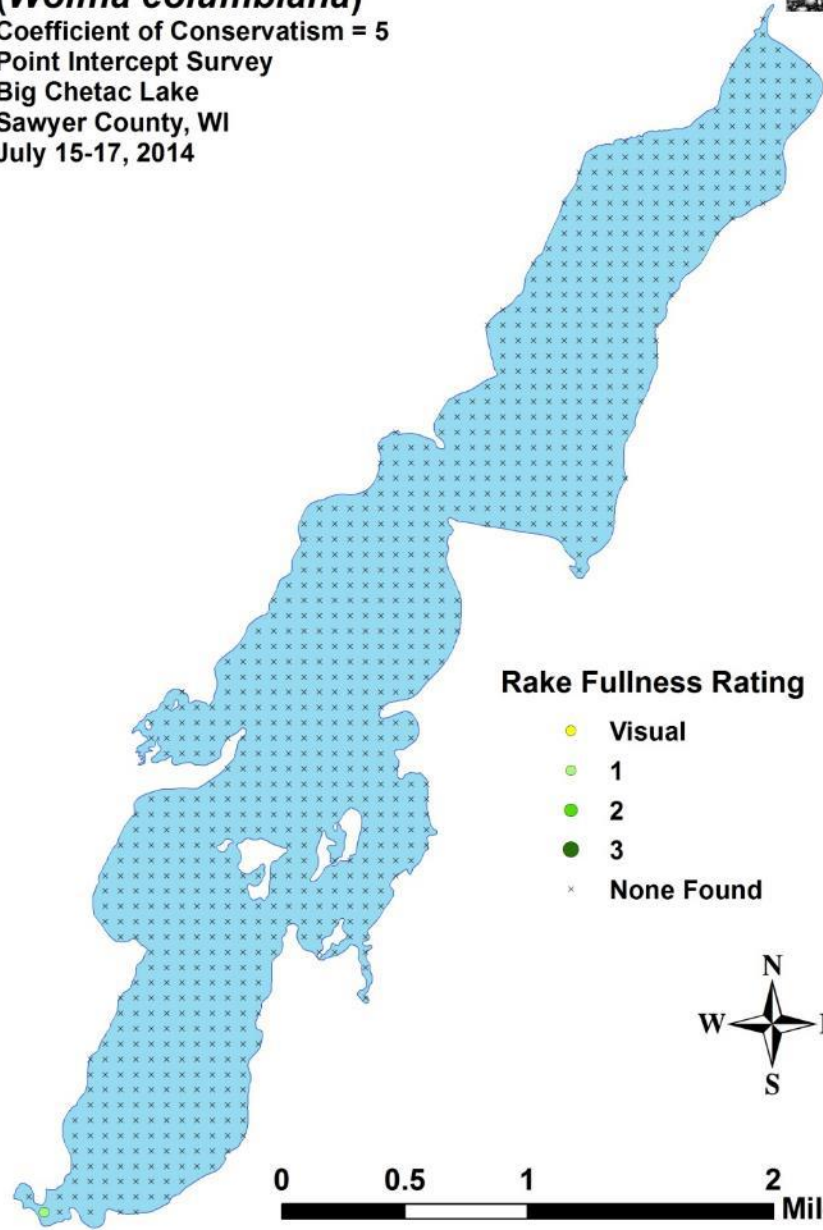 (Wolffia columbiana)
Coefficient of Conservatism = 5
Point Intercept Survey
Big Chetac Lake
Sawyer County, WI
July 15-17, 2014
Rake Fullness Rating
Visual
1
2
3
None Found
N
W
S
0 0.5 1 2
Mil